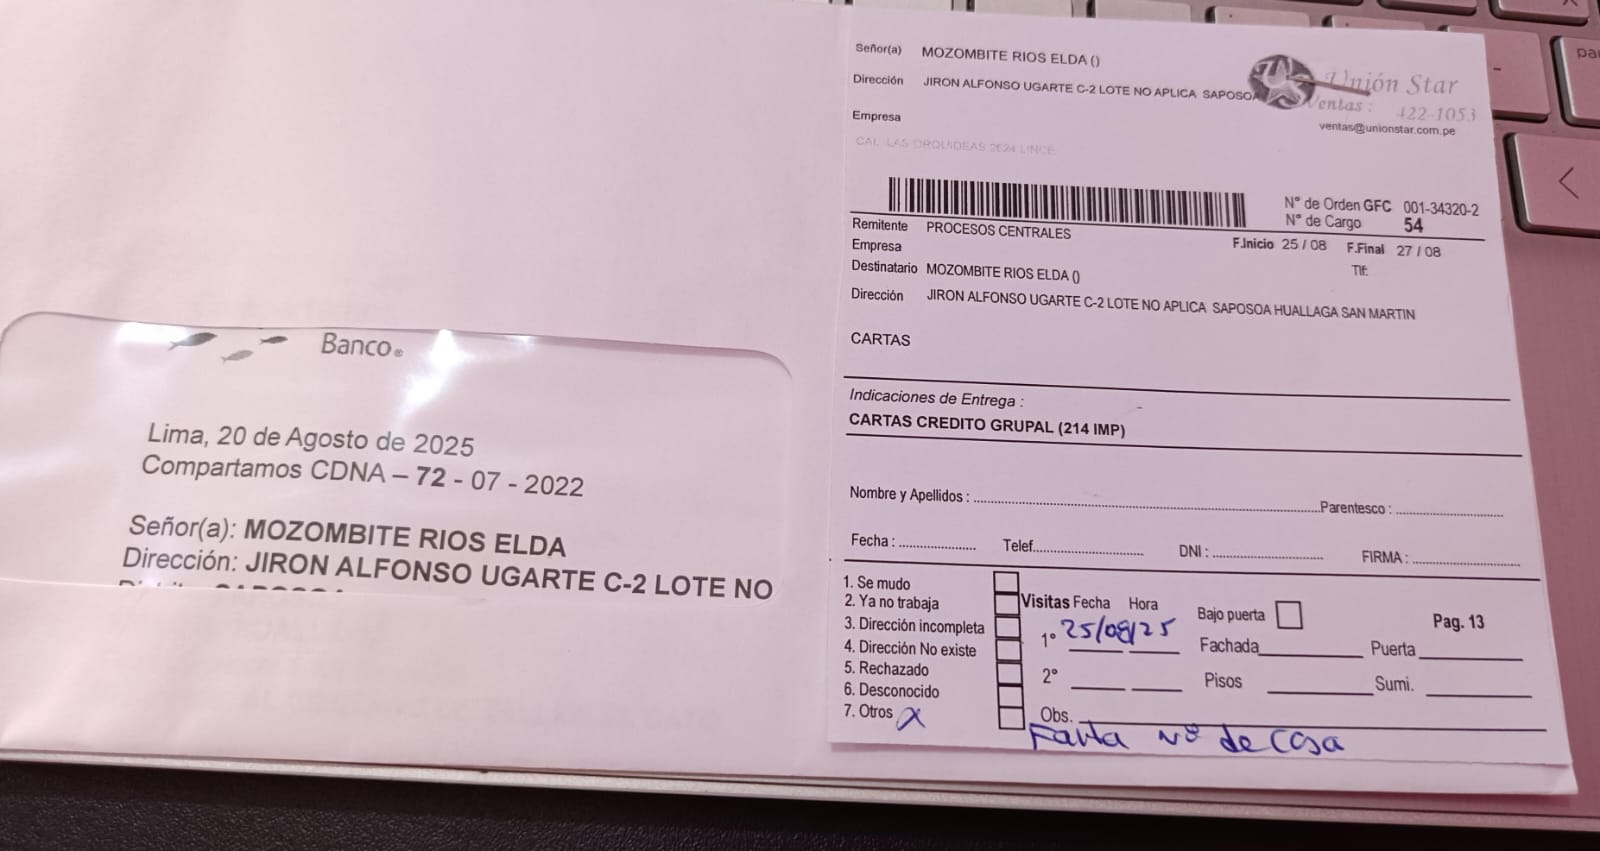 Banco®
Lima, 20 de Agosto de 2025
Compartamos CDNA – 72 - 07 - 2022
Señor(a): MOZOMBITE RIOS ELDA
Dirección: JIRON ALFONSO UGARTE C-2 LOTE NO
Señor(a) MOZOMBITE RIOS ELDA ()
Dirección JIRON ALFONSO UGARTE C-2 LOTE NO APLICA SAPOSOA
Empresa
CAL LAS ORQUIDEAS 2624 LINCE
Unión Star
Ventas : 422-1053
ventas@unionstar.com.pe
N° de Orden GFC 001-34320-2
N° de Cargo 54
Remitente PROCESOS CENTRALES
Empresa
F.Inicio 25 / 08 F.Final 27 / 08
Destinatario MOZOMBITE RIOS ELDA ()
Tlf:
Dirección JIRON ALFONSO UGARTE C-2 LOTE NO APLICA SAPOSOA HUALLAGA SAN MARTIN
CARTAS
Indicaciones de Entrega :
CARTAS CREDITO GRUPAL (214 IMP)
Nombre y Apellidos : Parentesco :
Fecha : Telef. DNI : FIRMA :
1. Se mudo
2. Ya no trabaja
3. Dirección incompleta
4. Dirección No existe
5. Rechazado
6. Desconocido
7. Otros x
Visitas Fecha Hora
1° 25/08/25
2°
Bajo puerta
Pag. 13
Fachada Puerta
Pisos Sumi.
Obs.
Falta N° de Casa